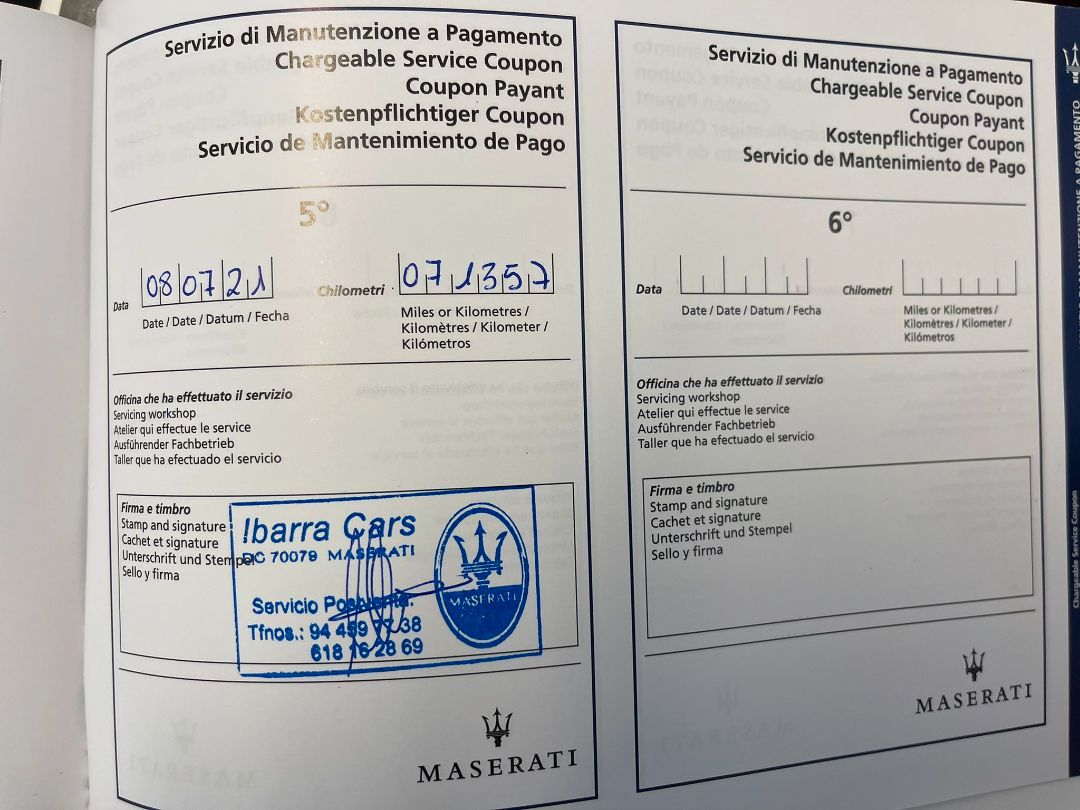 Servizio di Manutenzione a Pagamento
Chargeable Service Coupon
Coupon Payant
Kostenpflichtiger Coupon
Servicio de Mantenimiento de Pago
5°
Data 08 07 21 Chilometri 071357
Date / Date / Datum / Fecha
Miles or Kilometres /
Kilomètres / Kilometer /
Kilómetros
Officina che ha effettuato il servizio
Servicing workshop
Atelier qui effectue le service
Ausführender Fachbetrieb
Taller que ha efectuado el servicio
Firma e timbro
Stamp and signature
Cachet et signature
Unterschrift und Stempel
Sello y firma
Ibarra Cars
DC 70079 MASERATI
Servicio Postventa.
Tfnos.: 94 459 77 38
618 16 28 69
MASERATI
MASERATI
Servizio di Manutenzione a Pagamento
Chargeable Service Coupon
Coupon Payant
Kostenpflichtiger Coupon
Servicio de Mantenimiento de Pago
6°
Data Chilometri
Date / Date / Datum / Fecha
Miles or Kilometres /
Kilomètres / Kilometer /
Kilómetros
Officina che ha effettuato il servizio
Servicing workshop
Atelier qui effectue le service
Ausführender Fachbetrieb
Taller que ha efectuado el servicio
Firma e timbro
Stamp and signature
Cachet et signature
Unterschrift und Stempel
Sello y firma
MASERATI
MANUTENZIONE A PAGAMENTO
Chargeable Service Coupon